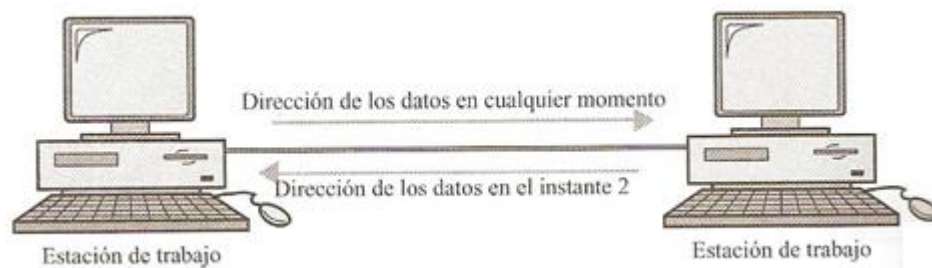 Dirección de los datos en cualquier momento
Dirección de los datos en el instante 2
Estación de trabajo
Estación de trabajo